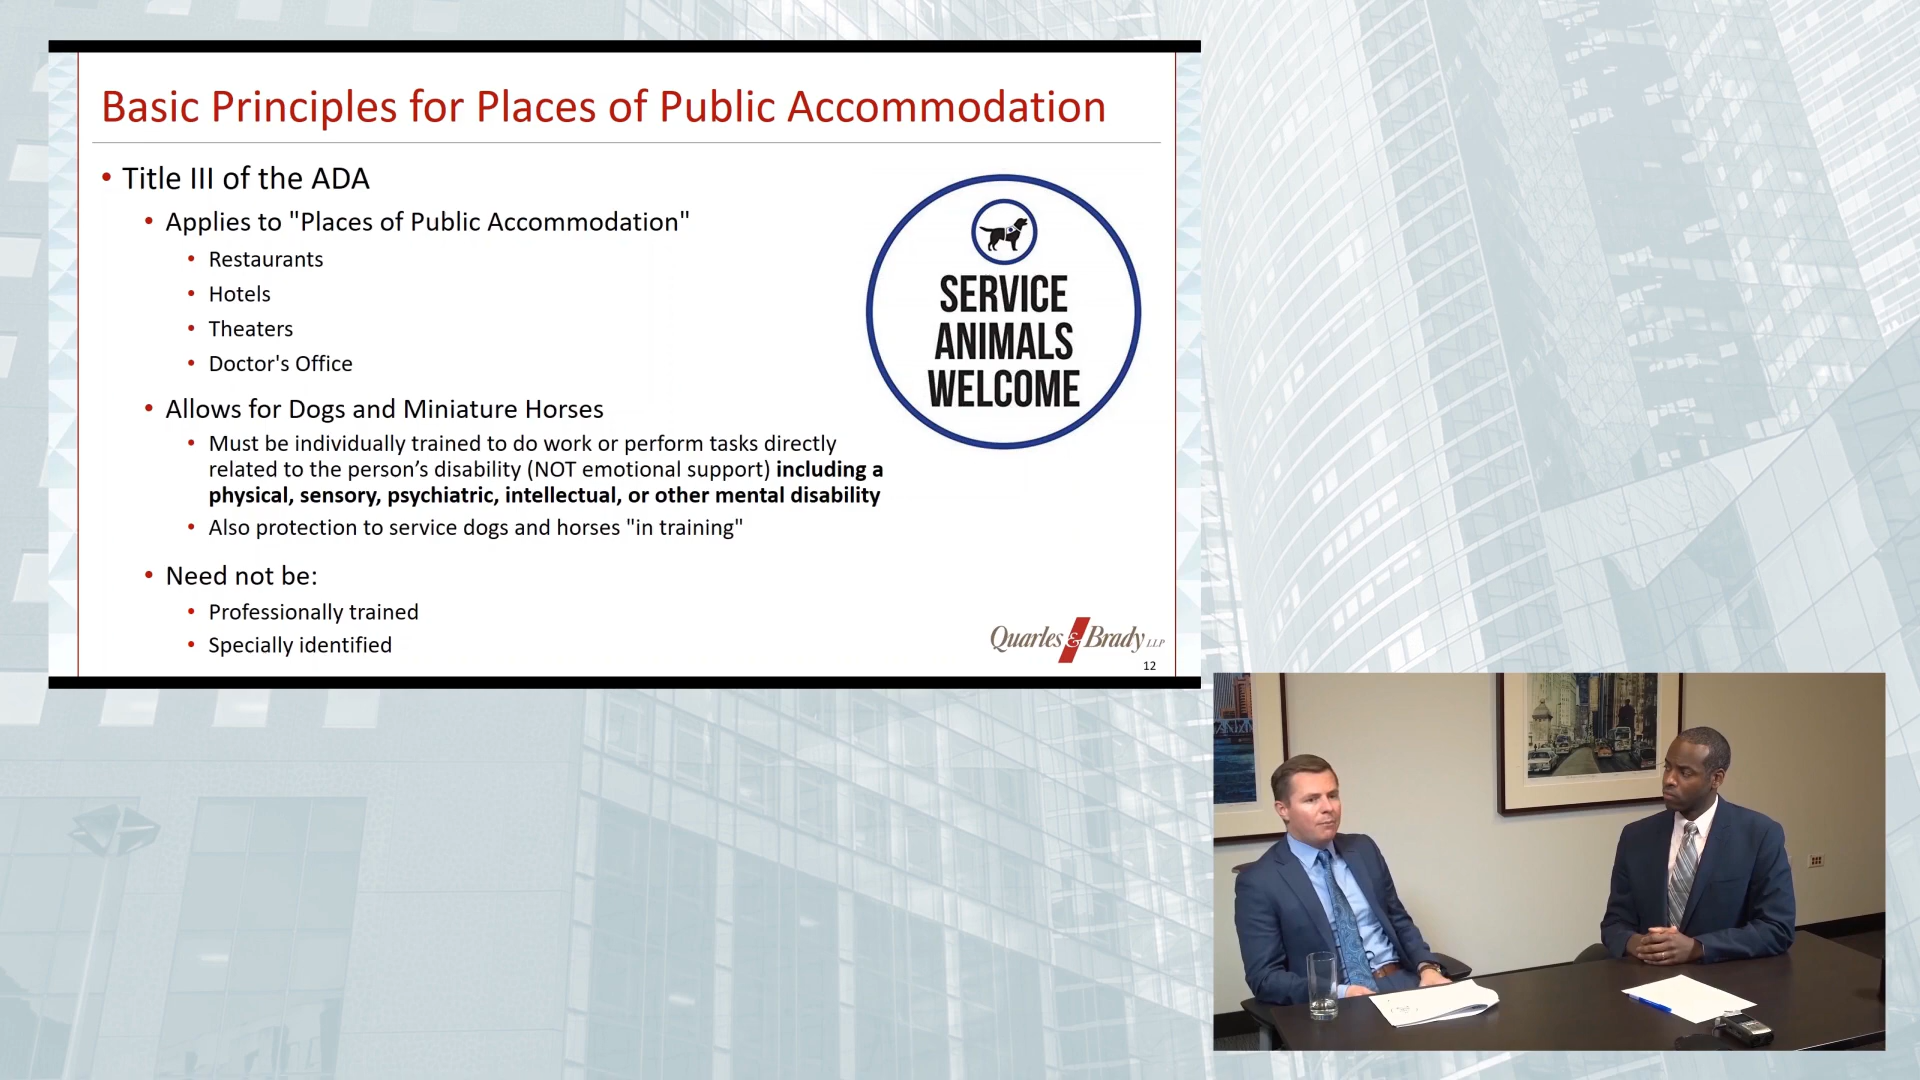 Basic Principles for Places of Public Accommodation
• Title III of the ADA
• Applies to "Places of Public Accommodation"
• Restaurants
• Hotels
• Theaters
• Doctor's Office
• Allows for Dogs and Miniature Horses
• Must be individually trained to do work or perform tasks directly
related to the person’s disability (NOT emotional support) including a
physical, sensory, psychiatric, intellectual, or other mental disability
• Also protection to service dogs and horses "in training"
• Need not be:
• Professionally trained
• Specially identified
SERVICE
ANIMALS
WELCOME
Quarles & Brady LLP
12